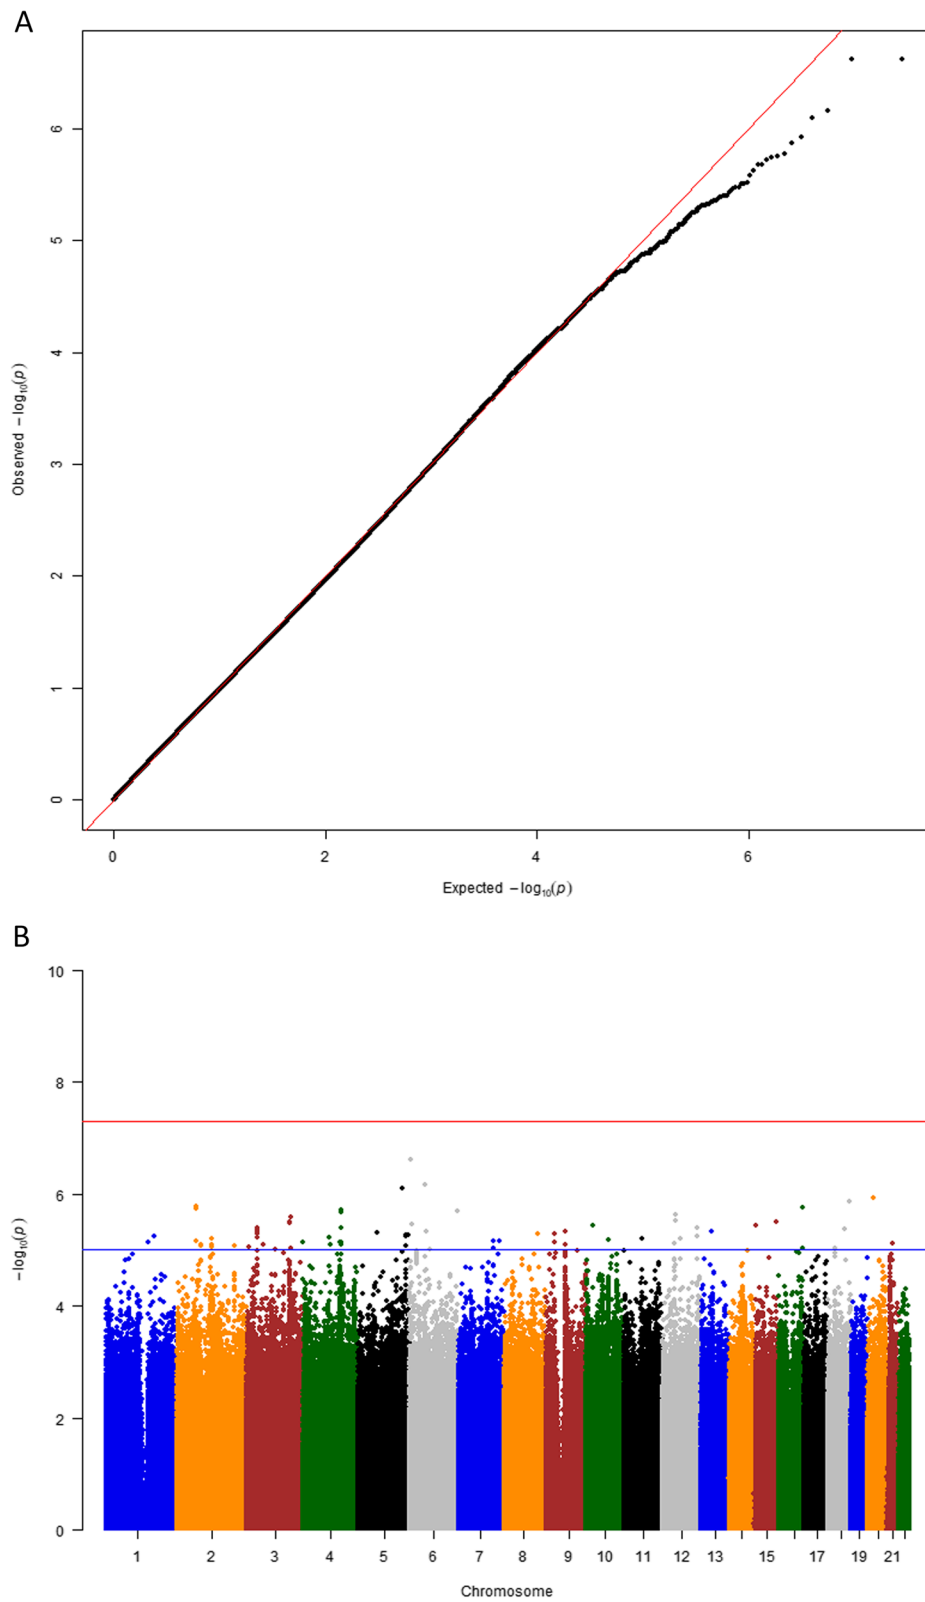 A
6
5
4
3
2
1
0
Observed −log10(p)
0 2 4 6
Expected −log10(p)
B
10
8
6
4
2
0
−log10(p)
1 2 3 4 5 6 7 8 9 10 11 12 13 15 17 19 21
Chromosome